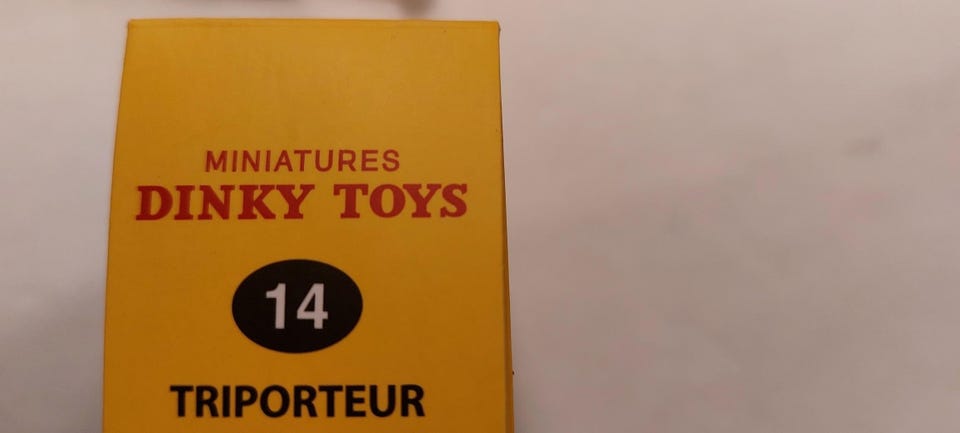 MINIATURES
DINKY TOYS
14
TRIPORTEUR